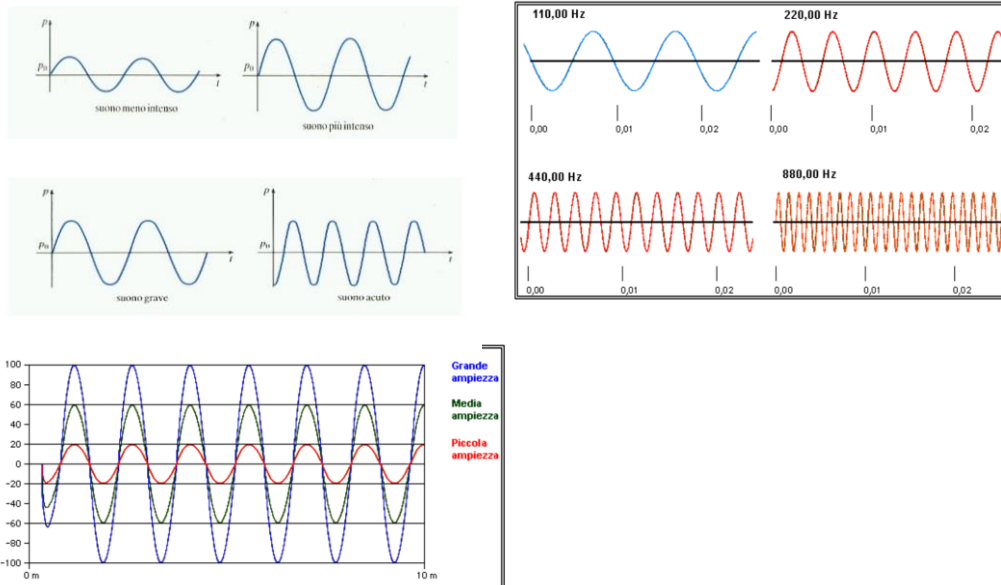 p
p₀
t
suono meno intenso
p
p₀
t
suono più intenso
p
p₀
t
suono grave
p
p₀
t
suono acuto
110,00 Hz
0,00 0,01 0,02
220,00 Hz
0,00 0,01 0,02
440,00 Hz
0,00 0,01 0,02
880,00 Hz
0,00 0,01 0,02
100
80
60
40
20
0
−20
−40
−60
−80
−100
0 m 10 m
Grande
ampiezza
Media
ampiezza
Piccola
ampiezza